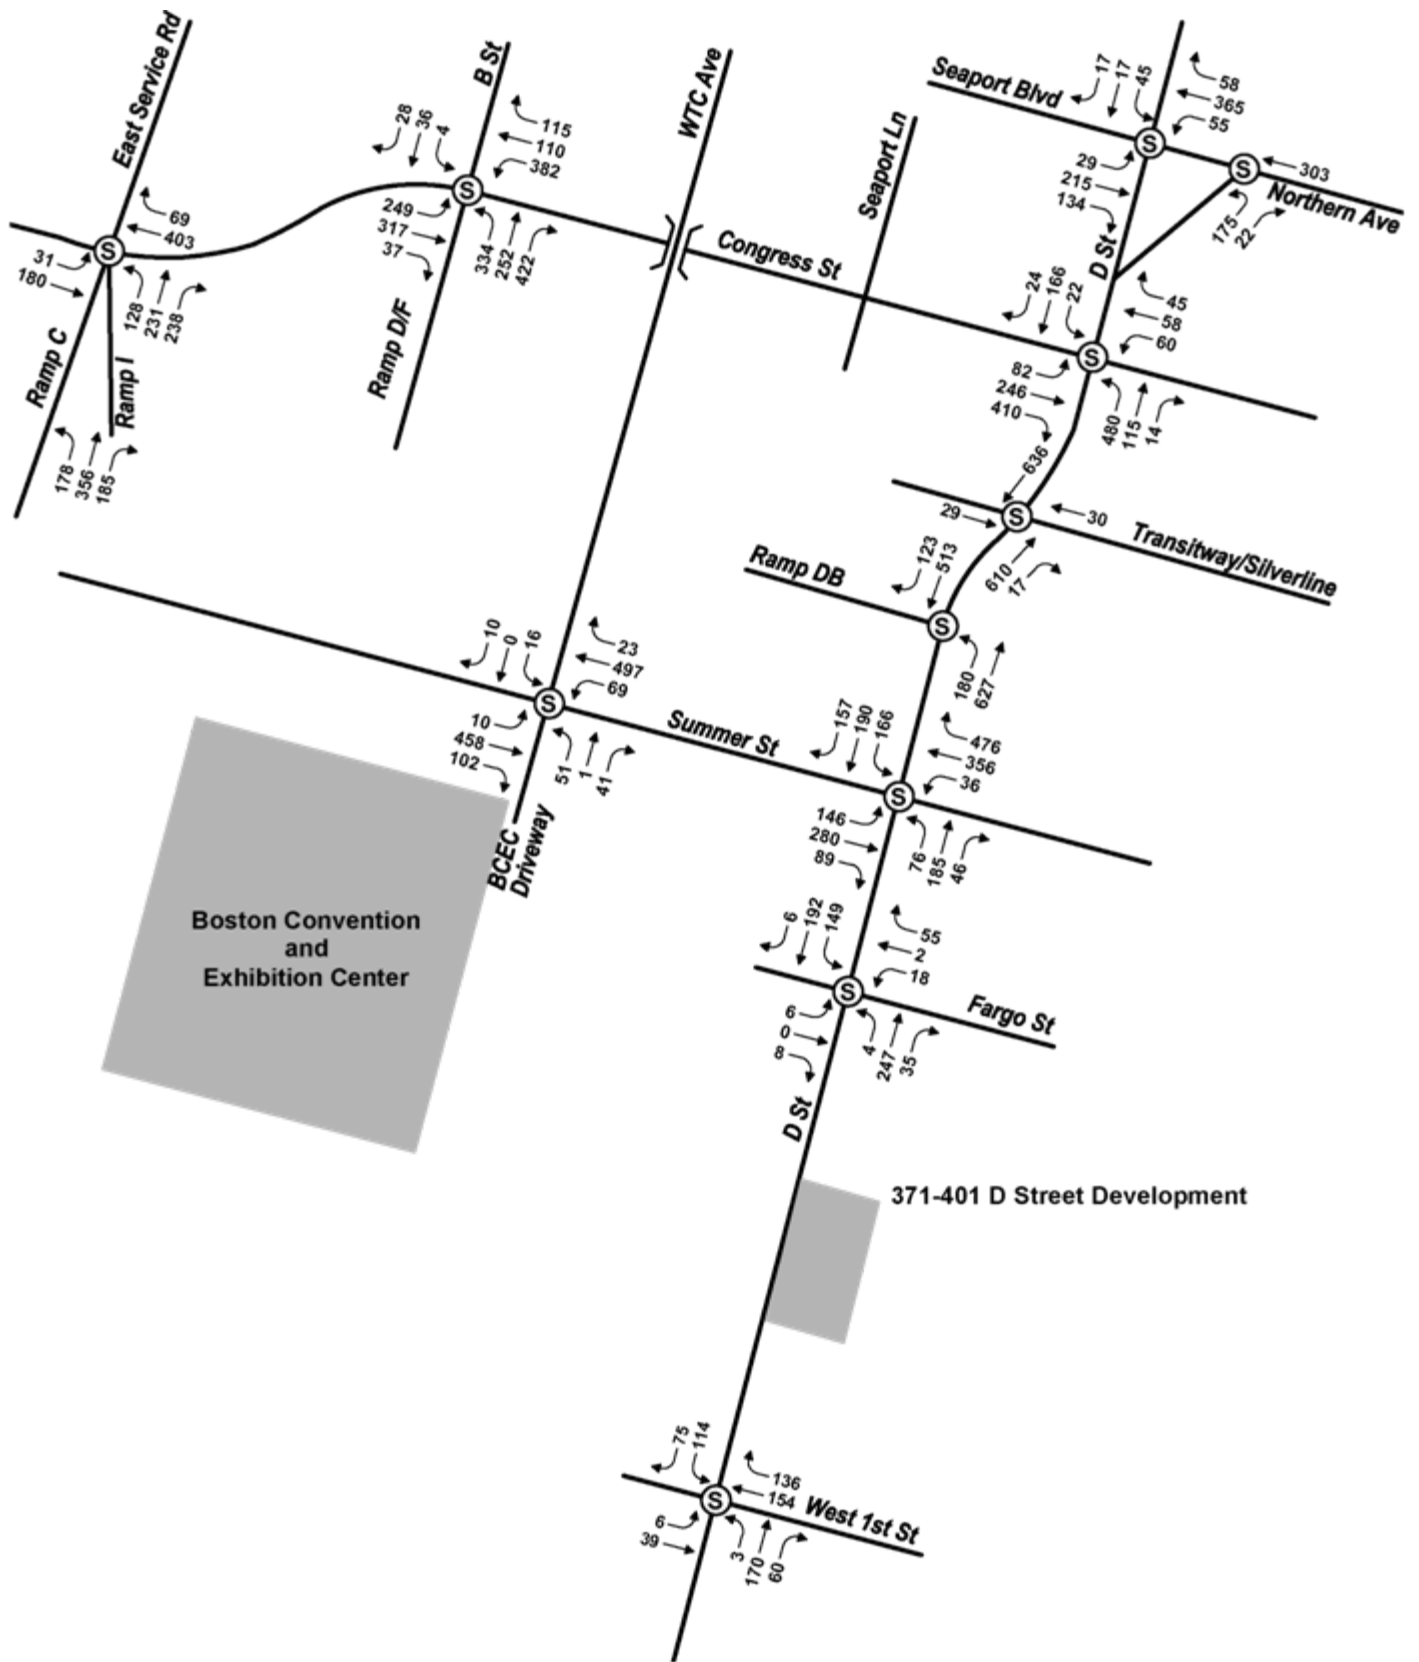 East Service Rd
B St
WTC Ave
Seaport Ln
Seaport Blvd
17
17
45
58
365
55
S
29
215
134
S
303
Northern Ave
175
22
D St
28
36
4
115
110
382
S
249
317
37
334
252
422
Ramp D/F
69
403
S
31
180
128
231
238
Ramp C
Ramp I
178
356
185
Congress St
24
166
22
45
58
60
S
82
246
410
480
115
14
636
S
29
30
Transitway/Silverline
610
17
Ramp DB
123
513
S
180
627
10
0
16
23
497
69
S
10
458
102
51
1
41
Summer St
157
190
166
476
356
36
S
146
280
89
76
185
46
BCEC
Driveway
Boston Convention
and
Exhibition Center
6
192
149
55
2
18
S
6
0
8
4
247
35
Fargo St
D St
371-401 D Street Development
75
114
136
154
S
6
39
3
170
60
West 1st St